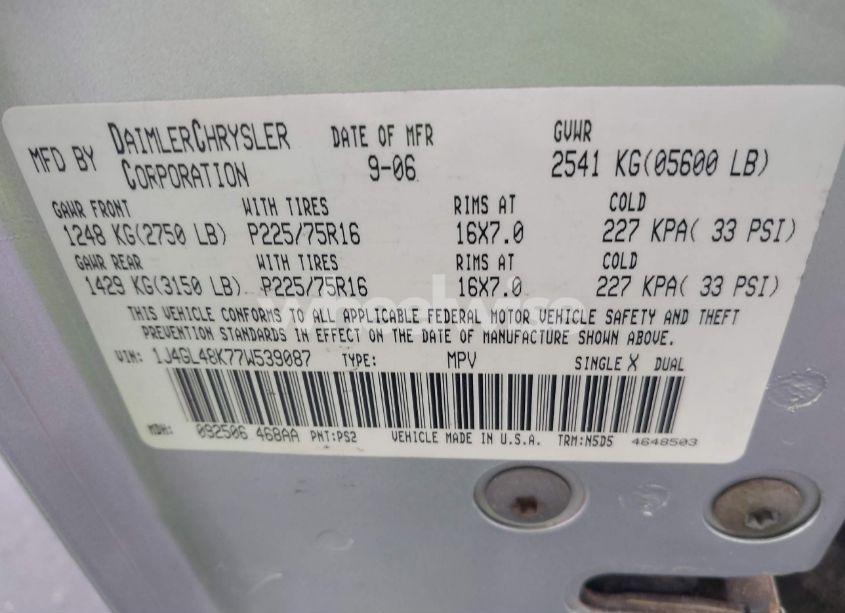 MFD BY DAIMLERCHRYSLER CORPORATION DATE OF MFR 9-06 GVWR 2541 KG(05600 LB)
GAWR FRONT WITH TIRES RIMS AT COLD
1248 KG(2750 LB) P225/75R16 16X7.0 227 KPA( 33 PSI)
GAWR REAR WITH TIRES RIMS AT COLD
1429 KG(3150 LB) P225/75R16 16X7.0 227 KPA( 33 PSI)
THIS VEHICLE CONFORMS TO ALL APPLICABLE FEDERAL MOTOR VEHICLE SAFETY AND THEFT
PREVENTION STANDARDS IN EFFECT ON THE DATE OF MANUFACTURE SHOWN ABOVE.
VIN: 1J4GL48K77W539087 TYPE: MPV SINGLE X DUAL
MDH: 092506 468AA PNT:PS2 VEHICLE MADE IN U.S.A. TRM:N5D5 4648503